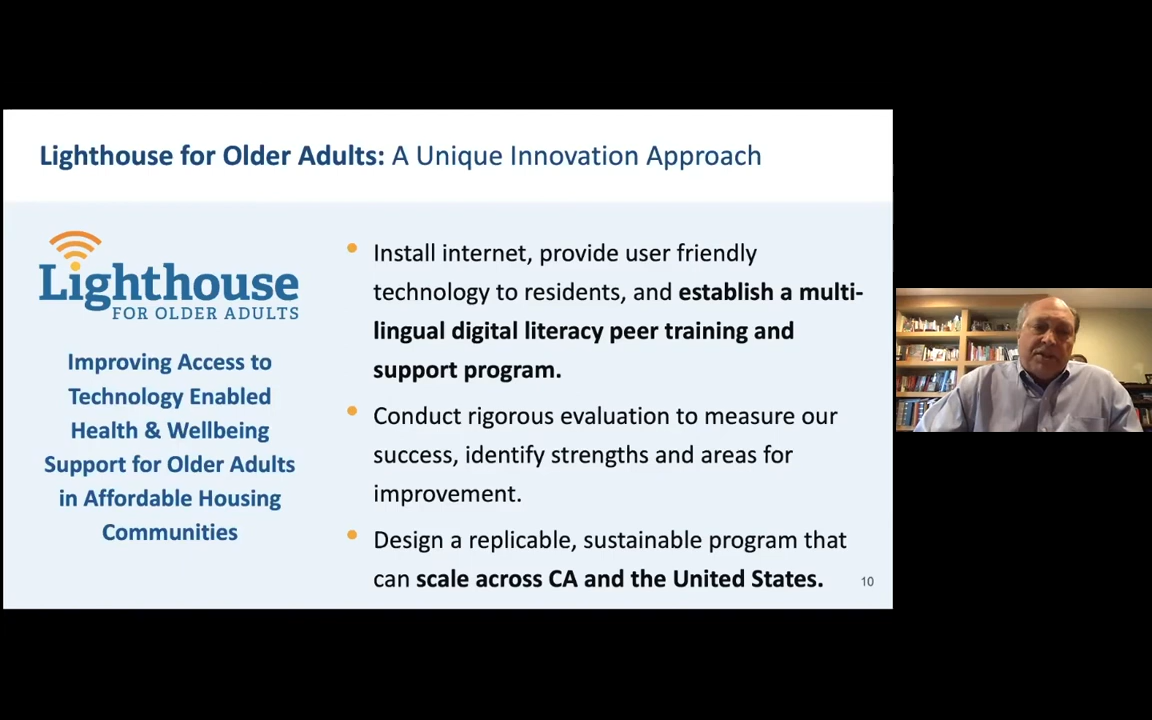 Lighthouse for Older Adults: A Unique Innovation Approach
Lighthouse
FOR OLDER ADULTS
Improving Access to
Technology Enabled
Health & Wellbeing
Support for Older Adults
in Affordable Housing
Communities
• Install internet, provide user friendly
technology to residents, and establish a multi-
lingual digital literacy peer training and
support program.
• Conduct rigorous evaluation to measure our
success, identify strengths and areas for
improvement.
• Design a replicable, sustainable program that
can scale across CA and the United States.
10